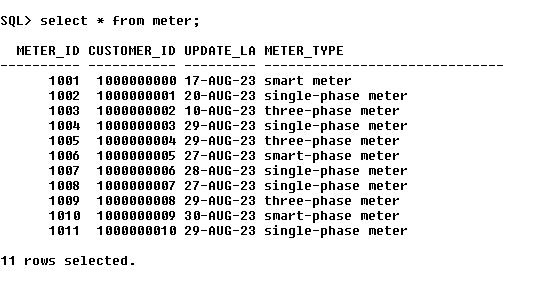 SQL> select * from meter;
METER_ID CUSTOMER_ID UPDATE_LA METER_TYPE
---------- ----------- --------- ------------------------------
1001 1000000000 17-AUG-23 smart meter
1002 1000000001 20-AUG-23 single-phase meter
1003 1000000002 10-AUG-23 three-phase meter
1004 1000000003 29-AUG-23 single-phase meter
1005 1000000004 29-AUG-23 three-phase meter
1006 1000000005 27-AUG-23 smart-phase meter
1007 1000000006 28-AUG-23 single-phase meter
1008 1000000007 27-AUG-23 single-phase meter
1009 1000000008 29-AUG-23 three-phase meter
1010 1000000009 30-AUG-23 smart-phase meter
1011 1000000010 29-AUG-23 single-phase meter
11 rows selected.